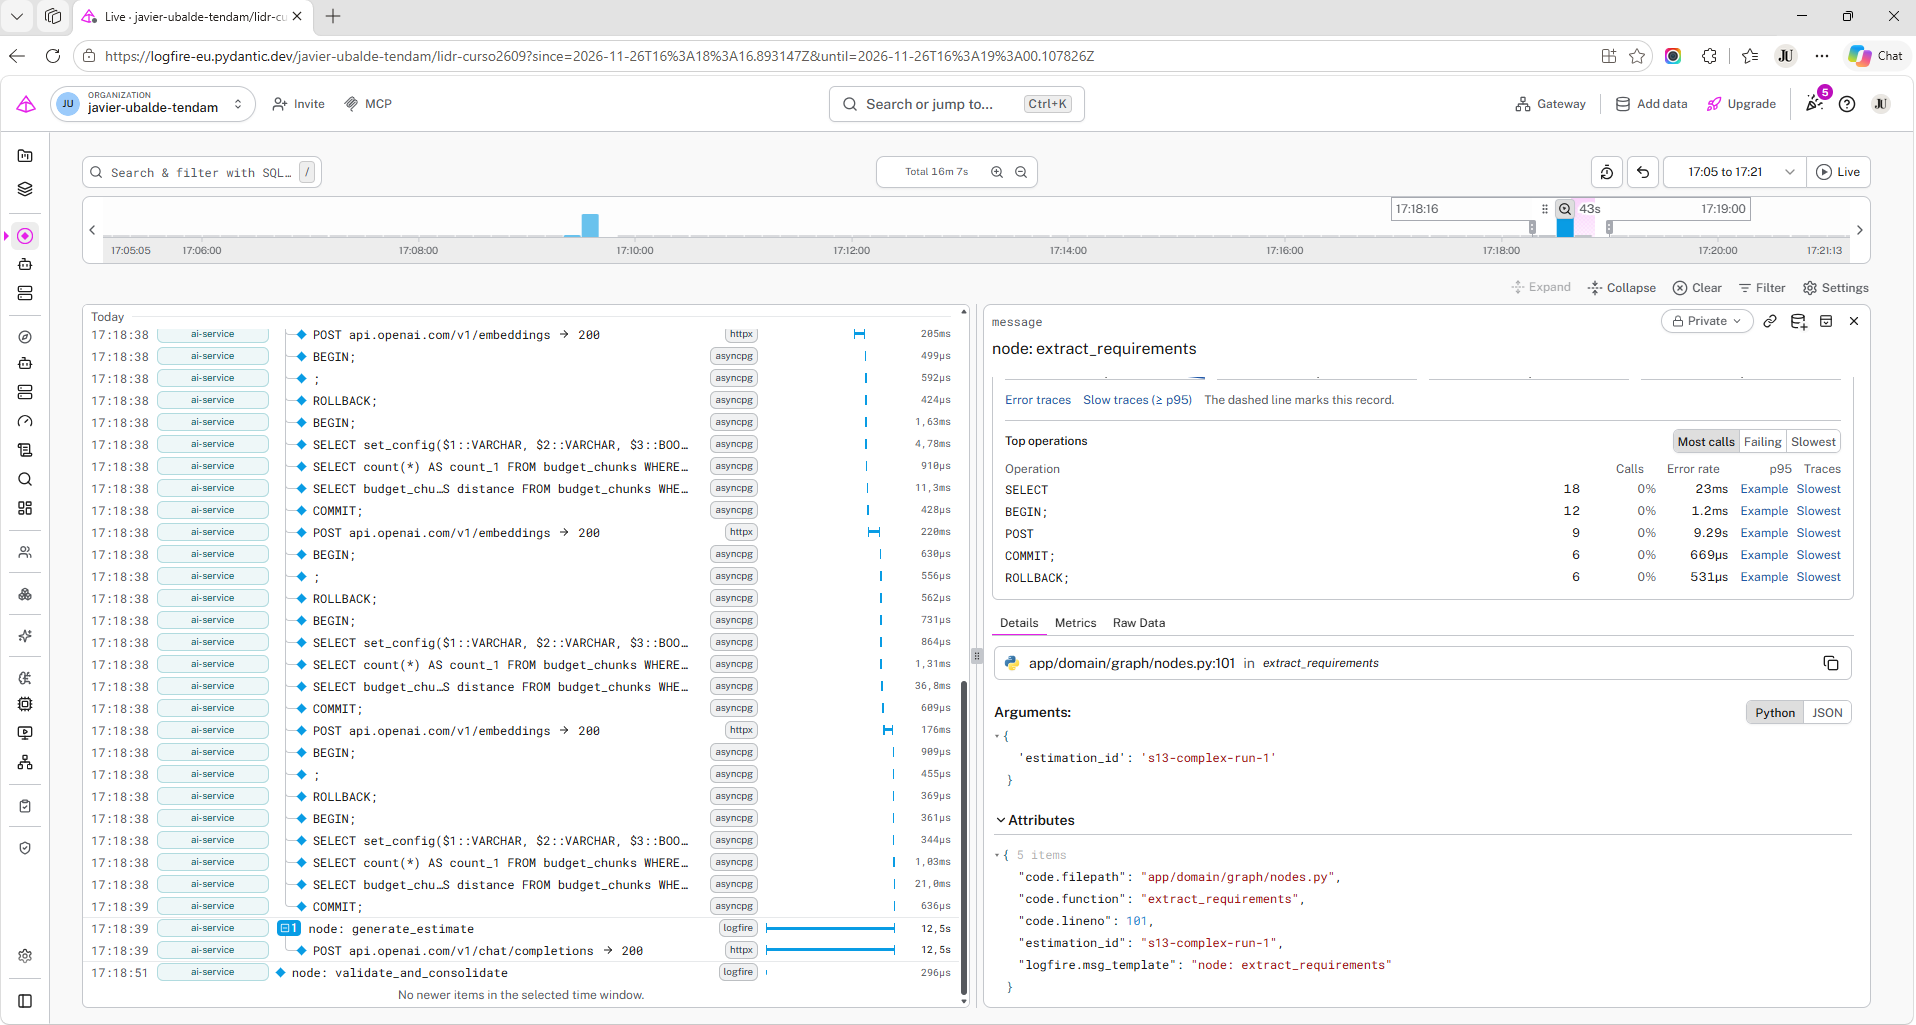 Live · javier-ubalde-tendam/lidr-cu
https://logfire-eu.pydantic.dev/javier-ubalde-tendam/lidr-curso2609?since=2026-11-26T16%3A18%3A16.893147Z&until=2026-11-26T16%3A19%3A00.107826Z
JU
Chat
JU
ORGANIZATION
javier-ubalde-tendam
Invite
MCP
Search or jump to...
Ctrl+K
Gateway
Add data
Upgrade
5
JU
Search & filter with SQL…
/
Total 16m 7s
17:05 to 17:21
Live
17:18:16
43s
17:19:00
17:05:05 17:06:00 17:08:00 17:10:00 17:12:00 17:14:00 17:16:00 17:18:00 17:20:00 17:21:13
Expand Collapse Clear Filter Settings
Today
17:18:38 ai-service POST api.openai.com/v1/embeddings → 200 httpx 205ms
17:18:38 ai-service BEGIN; asyncpg 499µs
17:18:38 ai-service ; asyncpg 592µs
17:18:38 ai-service ROLLBACK; asyncpg 424µs
17:18:38 ai-service BEGIN; asyncpg 1,63ms
17:18:38 ai-service SELECT set_config($1::VARCHAR, $2::VARCHAR, $3::BOO… asyncpg 4,78ms
17:18:38 ai-service SELECT count(*) AS count_1 FROM budget_chunks WHERE… asyncpg 910µs
17:18:38 ai-service SELECT budget_chu…S distance FROM budget_chunks WHE… asyncpg 11,3ms
17:18:38 ai-service COMMIT; asyncpg 428µs
17:18:38 ai-service POST api.openai.com/v1/embeddings → 200 httpx 220ms
17:18:38 ai-service BEGIN; asyncpg 630µs
17:18:38 ai-service ; asyncpg 556µs
17:18:38 ai-service ROLLBACK; asyncpg 562µs
17:18:38 ai-service BEGIN; asyncpg 731µs
17:18:38 ai-service SELECT set_config($1::VARCHAR, $2::VARCHAR, $3::BOO… asyncpg 864µs
17:18:38 ai-service SELECT count(*) AS count_1 FROM budget_chunks WHERE… asyncpg 1,31ms
17:18:38 ai-service SELECT budget_chu…S distance FROM budget_chunks WHE… asyncpg 36,8ms
17:18:38 ai-service COMMIT; asyncpg 609µs
17:18:38 ai-service POST api.openai.com/v1/embeddings → 200 httpx 176ms
17:18:38 ai-service BEGIN; asyncpg 909µs
17:18:38 ai-service ; asyncpg 455µs
17:18:38 ai-service ROLLBACK; asyncpg 369µs
17:18:38 ai-service BEGIN; asyncpg 361µs
17:18:38 ai-service SELECT set_config($1::VARCHAR, $2::VARCHAR, $3::BOO… asyncpg 344µs
17:18:38 ai-service SELECT count(*) AS count_1 FROM budget_chunks WHERE… asyncpg 1,03ms
17:18:38 ai-service SELECT budget_chu…S distance FROM budget_chunks WHE… asyncpg 21,0ms
17:18:39 ai-service COMMIT; asyncpg 636µs
17:18:39 ai-service 1 node: generate_estimate logfire 12,5s
17:18:39 ai-service POST api.openai.com/v1/chat/completions → 200 httpx 12,5s
17:18:51 ai-service node: validate_and_consolidate logfire 296µs
No newer items in the selected time window.
message
Private
node: extract_requirements
Error traces Slow traces (≥ p95) The dashed line marks this record.
Top operations
Most calls Failing Slowest
Operation Calls Error rate p95 Traces
SELECT 18 0% 23ms Example Slowest
BEGIN; 12 0% 1.2ms Example Slowest
POST 9 0% 9.29s Example Slowest
COMMIT; 6 0% 669µs Example Slowest
ROLLBACK; 6 0% 531µs Example Slowest
Details Metrics Raw Data
app/domain/graph/nodes.py:101 in extract_requirements
Arguments:
Python JSON
{
'estimation_id': 's13-complex-run-1'
}
Attributes
{ 5 items
"code.filepath": "app/domain/graph/nodes.py",
"code.function": "extract_requirements",
"code.lineno": 101,
"estimation_id": "s13-complex-run-1",
"logfire.msg_template": "node: extract_requirements"
}